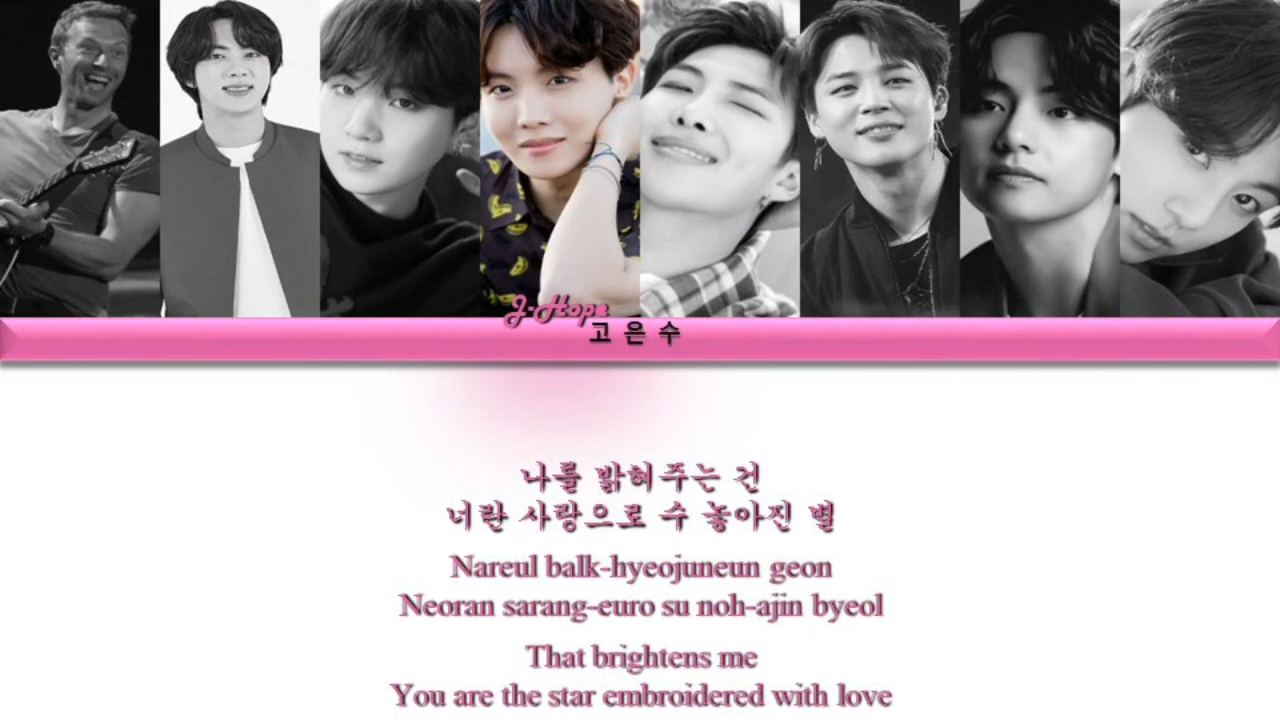 J-Hope
고은수
나를 밝혀주는 건
너란 사랑으로 수 놓아진 별
Nareul balk-hyeojuneun geon
Neoran sarang-euro su noh-ajin byeol
That brightens me
You are the star embroidered with love